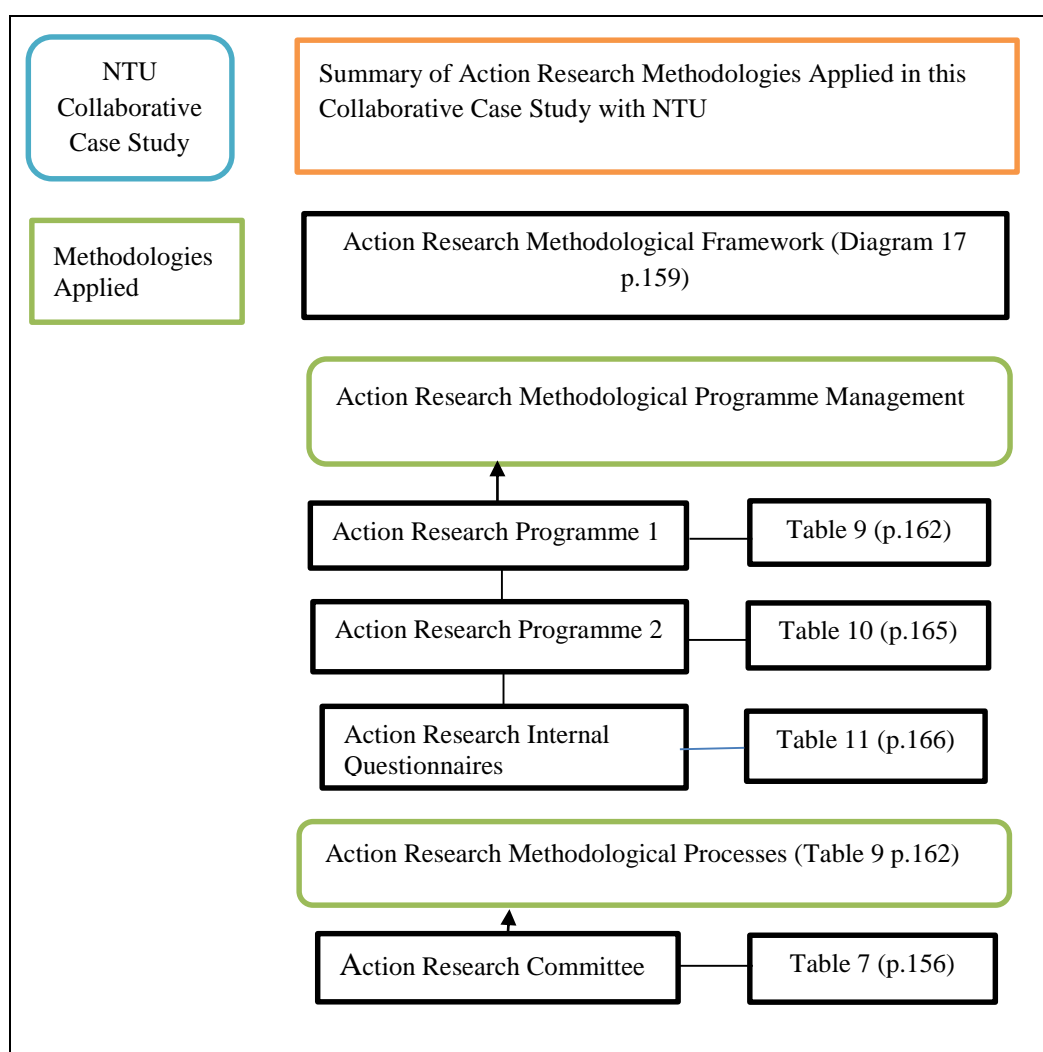 NTU
Collaborative
Case Study
Summary of Action Research Methodologies Applied in this
Collaborative Case Study with NTU
Methodologies
Applied
Action Research Methodological Framework (Diagram 17
p.159)
Action Research Methodological Programme Management
Action Research Programme 1
Table 9 (p.162)
Action Research Programme 2
Table 10 (p.165)
Action Research Internal
Questionnaires
Table 11 (p.166)
Action Research Methodological Processes (Table 9 p.162)
Action Research Committee
Table 7 (p.156)